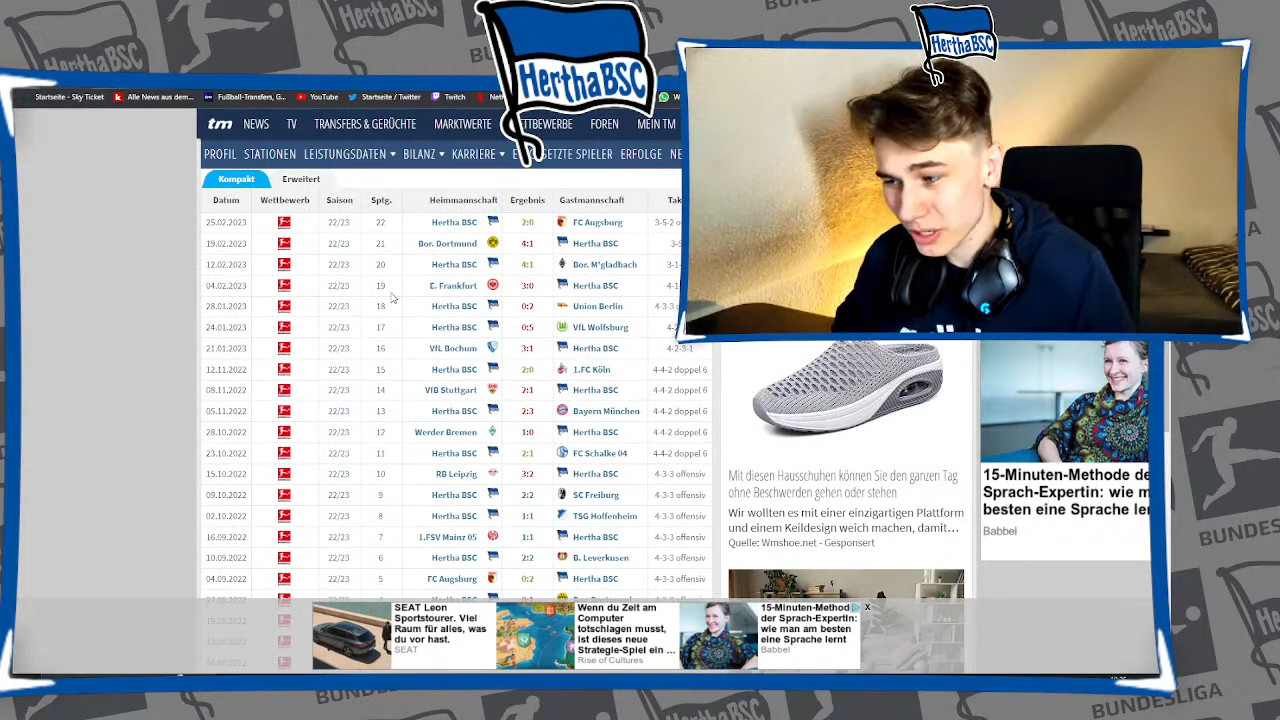 Hertha BSC
Hertha BSC
Startseite - Sky Ticket
Alle News aus dem...
Fußball-Transfers, G...
YouTube
Startseite / Twitter
Twitch
tm NEWS TV TRANSFERS & GERÜCHTE MARKTWERTE FOREN MEIN TM
PROFIL STATIONEN LEISTUNGSDATEN BILANZ KARRIERE ERFOLGE NE
Kompakt Erweitert
Datum Wettbewerb Saison Sptg. Heimmannschaft Ergebnis Gastmannschaft Tak
25.02.2023 22/23 22 Hertha BSC 2:0 FC Augsburg 3-5-2
19.02.2023 22/23 21 Bor. Dortmund 4:1 Hertha BSC
12.02.2023 22/23 20 Hertha BSC 4:1 Bor. M'gladbach
04.02.2023 22/23 19 E. Frankfurt 3:0 Hertha BSC
28.01.2023 22/23 18 Hertha BSC 0:2 Union Berlin 4-3-3
24.01.2023 22/23 17 Hertha BSC 0:5 VfL Wolfsburg
.01.2023 22/23 16 VfL Bochum 3:1 Hertha BSC 4-2-3-1
12.11.2022 22/23 15 Hertha BSC 2:0 1.FC Köln 4-4-2 doppel 6
08.11.2022 22/23 14 VfB Stuttgart 2:1 Hertha BSC 4-4-2 doppel 6
05.11.2022 22/23 13 Hertha BSC 2:3 Bayern München 4-4-2 doppel 6
28.10.2022 22/23 12 Werder Bremen 1:0 Hertha BSC 4-4-2 doppel 6
23.10.2022 22/23 11 Hertha BSC 2:1 FC Schalke 04 4-4-2 doppel 6
15.10.2022 22/23 10 RB Leipzig 3:2 Hertha BSC 4-3-3 offensiv
09.10.2022 22/23 9 Hertha BSC 2:2 SC Freiburg 4-3-3 offensiv
02.10.2022 22/23 8 Hertha BSC 1:1 TSG Hoffenheim 4-3-3 offensiv
16.09.2022 22/23 7 1.FSV Mainz 05 1:1 Hertha BSC 4-3-3 offensiv
10.09.2022 22/23 6 Hertha BSC 2:2 B. Leverkusen 4-3-3 offensiv
04.09.2022 22/23 5 FC Augsburg 0:2 Hertha BSC 4-3-3 offensiv
Mit diesen Hausschuhen können Sie den ganzen Tag
ohne Beschwerden gehen oder stehen
Wir wollten es mit einer einzigartigen Plattform
und einem Keildesign weich machen, damit...
Quelle: Wmshoe.net - Gesponsert
15-Minuten-Methode de
Sprach-Expertin: wie m
besten eine Sprache ler
Babbel
SEAT Leon
Sportstourer. Viel
Raum für alles, was
du vor hast.
SEAT
Wenn du Zeit am
Computer
totschlagen musst,
ist dieses neue
Strategie-Spiel ein ...
Rise of Cultures
15-Minuten-Method
der Sprach-Expertin:
wie man am besten
eine Sprache lernt
Babbel
X
BUNDESLIGA
BUNDESLIGA